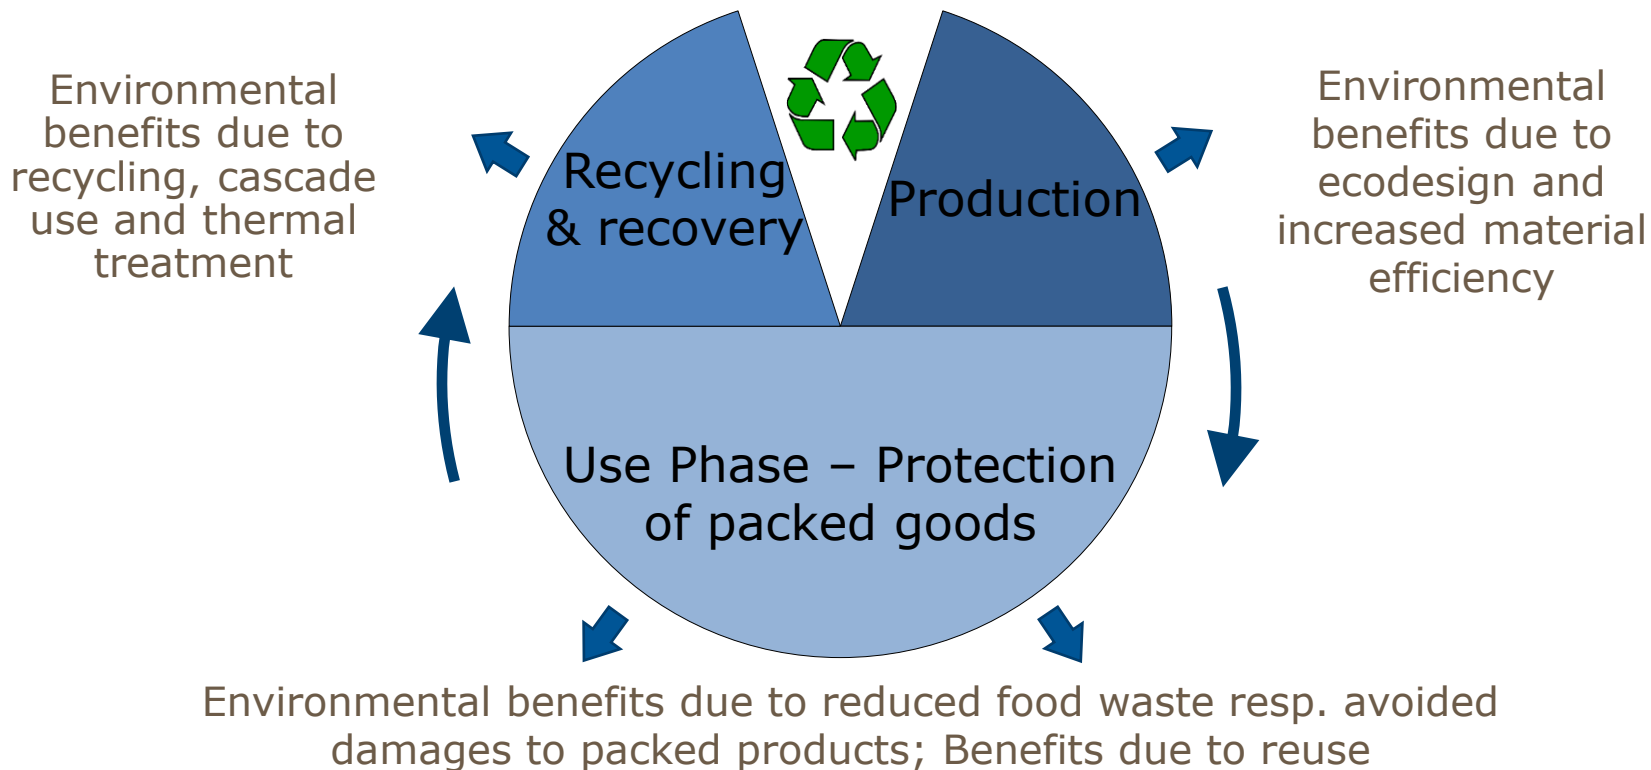 Environmental
benefits due to
recycling, cascade
use and thermal
treatment
Recycling
& recovery
Production
Environmental
benefits due to
ecodesign and
increased material
efficiency
Use Phase – Protection
of packed goods
Environmental benefits due to reduced food waste resp. avoided
damages to packed products; Benefits due to reuse